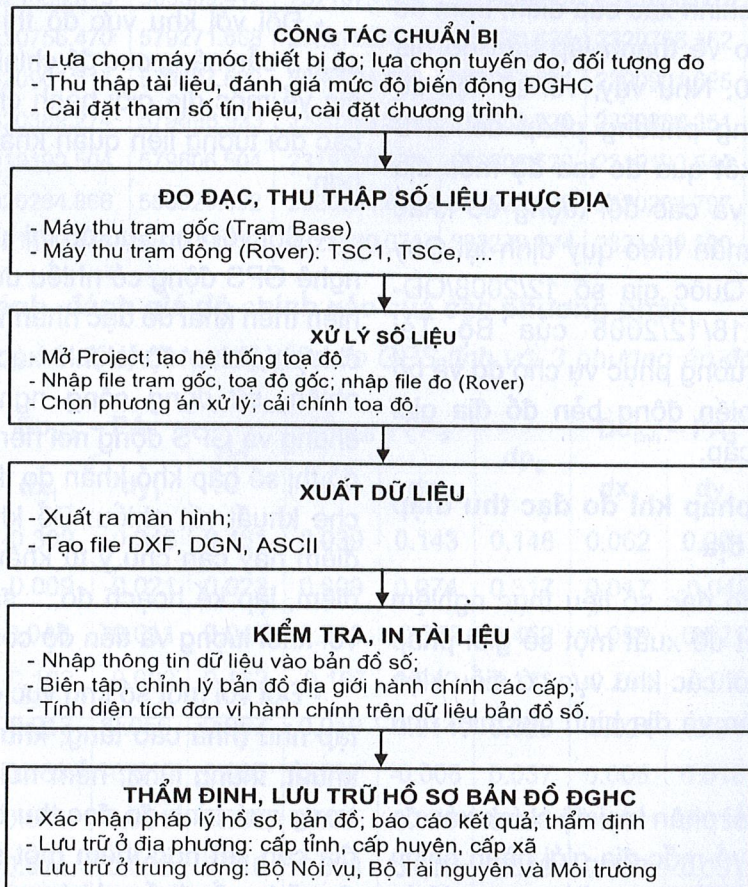 CÔNG TÁC CHUẨN BỊ
- Lựa chọn máy móc thiết bị đo; lựa chọn tuyến đo, đối tượng đo
- Thu thập tài liệu, đánh giá mức độ biến động ĐGHC,
- Cài đặt tham số tín hiệu, cài đặt chương trình.
ĐO ĐẠC, THU THẬP SỐ LIỆU THỰC ĐỊA
- Máy thu trạm gốc (Trạm Base)
- Máy thu trạm động (Rover): TSC1, TSCe, ...
XỬ LÝ SỐ LIỆU
- Mở Project; tạo hệ thống toạ độ
- Nhập file trạm gốc, toạ độ gốc; nhập file đo (Rover)
- Chọn phương án xử lý: cải chính toạ độ.
XUẤT DỮ LIỆU
- Xuất ra màn hình;
- Tạo file DXF, DGN, ASCII
KIỂM TRA, IN TÀI LIỆU
- Nhập thông tin dữ liệu vào bản đồ số;
- Biên tập, chỉnh lý bản đồ địa giới hành chính các cấp;
- Tính diện tích đơn vị hành chính trên dữ liệu bản đồ số.
THẨM ĐỊNH, LƯU TRỮ HỒ SƠ BẢN ĐỒ ĐGHC
- Xác nhận pháp lý hồ sơ, bản đồ; báo cáo kết quả; thẩm định
- Lưu trữ ở địa phương: cấp tỉnh, cấp huyện, cấp xã
- Lưu trữ ở trung ương: Bộ Nội vụ, Bộ Tài nguyên và Môi trường